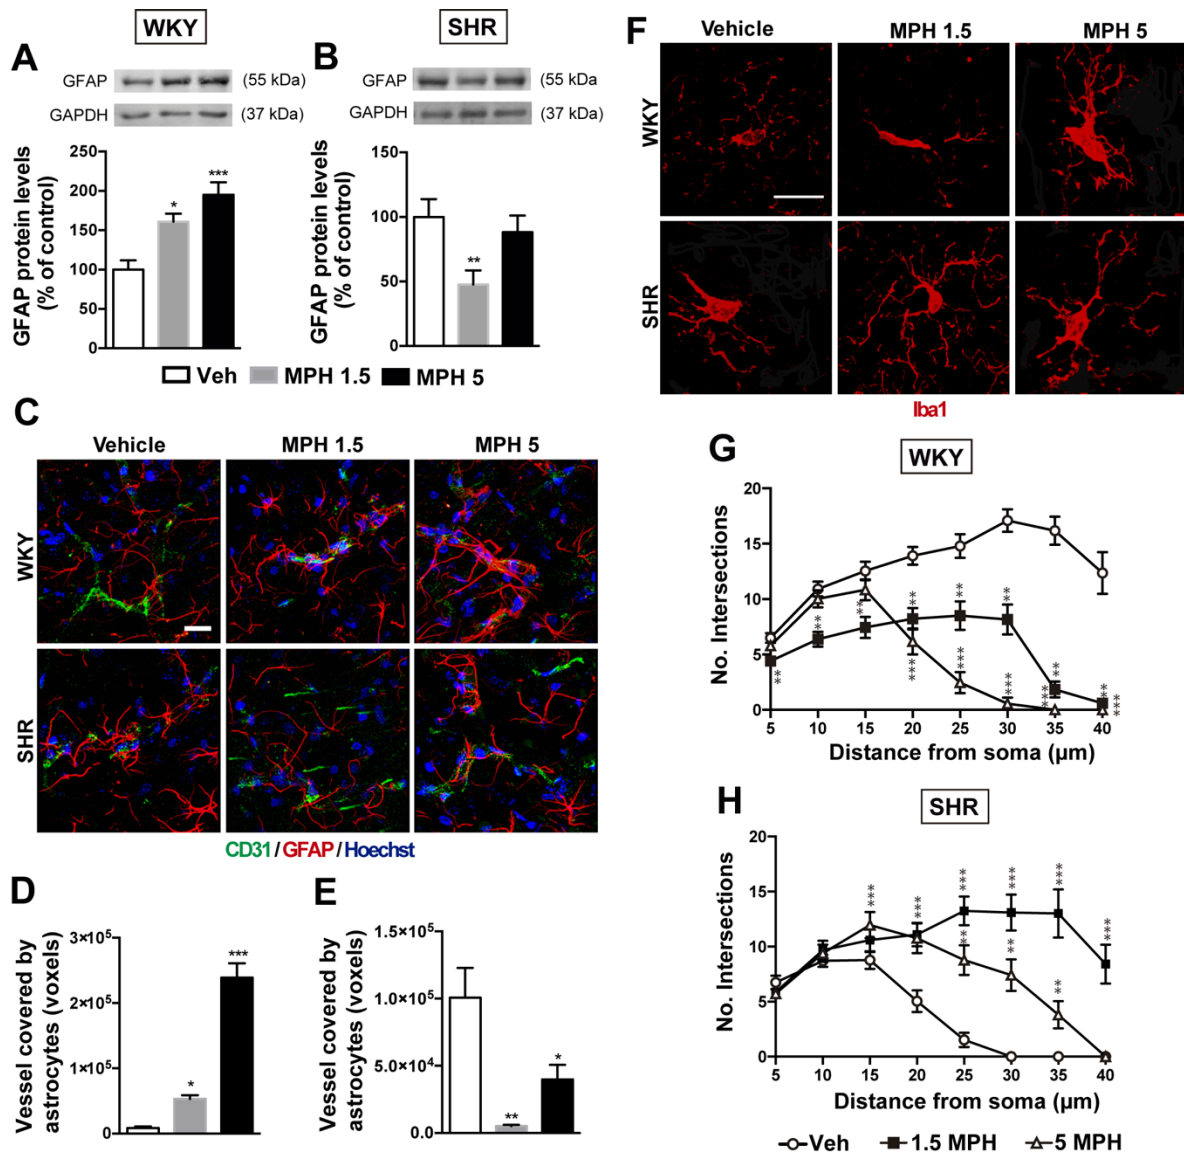 WKY
SHR
A
B
GFAP
(55 kDa)
GAPDH
(37 kDa)
GFAP
(55 kDa
GAPDH
(37 kDa)
GFAP protein levels
(% of control)
250
200
150
100
50
0
*
***
GFAP protein levels
(% of control)
150
100
50
0
**
Veh
MPH 1.5
MPH 5
C
Vehicle
MPH 1.5
MPH 5
WKY
SHR
CD31/GFAP/Hoechst
D
Vessel covered by
astrocytes (voxels)
3×10⁵
2×10⁵
1×10⁵
0
*
***
E
Vessel covered by
astrocytes (voxels)
1.5×10⁵
1.0×10⁵
5.0×10⁴
0.0
**
*
F
Vehicle
MPH 1.5
MPH 5
WKY
SHR
Iba1
G
WKY
No. Intersections
20
15
10
5
0
** ** ** ** ** ** ** **
*** *** *** *** ***
5 10 15 20 25 30 35 40
Distance from soma (µm)
H
SHR
No. Intersections
20
15
10
5
0
*** *** *** *** *** ***
** ** **
5 10 15 20 25 30 35 40
Distance from soma (µm)
Veh
1.5 MPH
5 MPH